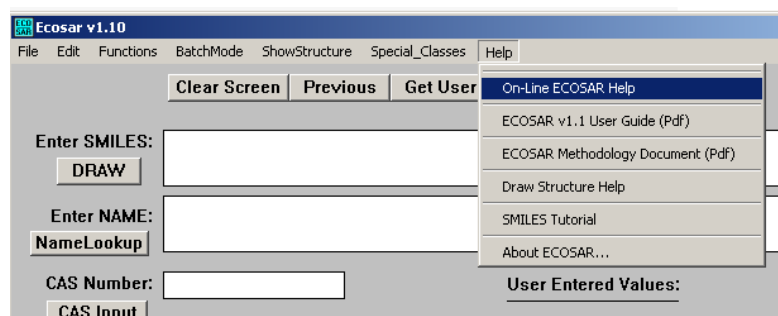 ECO SAR Ecosar v1.10
File Edit Functions BatchMode ShowStructure Special_Classes Help
Clear Screen Previous Get User
On-Line ECOSAR Help
ECOSAR v1.1 User Guide (Pdf)
Enter SMILES:
ECOSAR Methodology Document (Pdf)
DRAW
Draw Structure Help
Enter NAME:
SMILES Tutorial
NameLookup
About ECOSAR...
CAS Number:
User Entered Values:
CAS Input